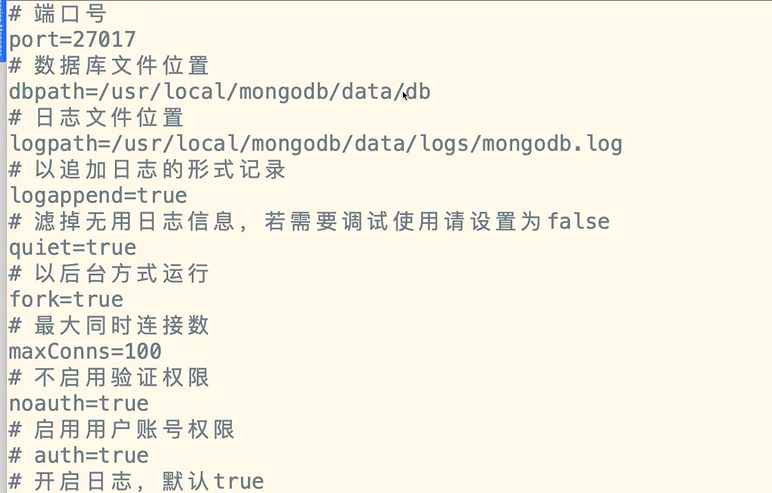 # 端口号
port=27017
# 数据库文件位置
dbpath=/usr/local/mongodb/data/db
# 日志文件位置
logpath=/usr/local/mongodb/data/logs/mongodb.log
# 以追加日志的形式记录
logappend=true
# 滤掉无用日志信息，若需要调试使用请设置为false
quiet=true
# 以后台方式运行
fork=true
# 最大同时连接数
maxConns=100
# 不启用验证权限
noauth=true
# 启用用户账号权限
# auth=true
# 开启日志，默认true